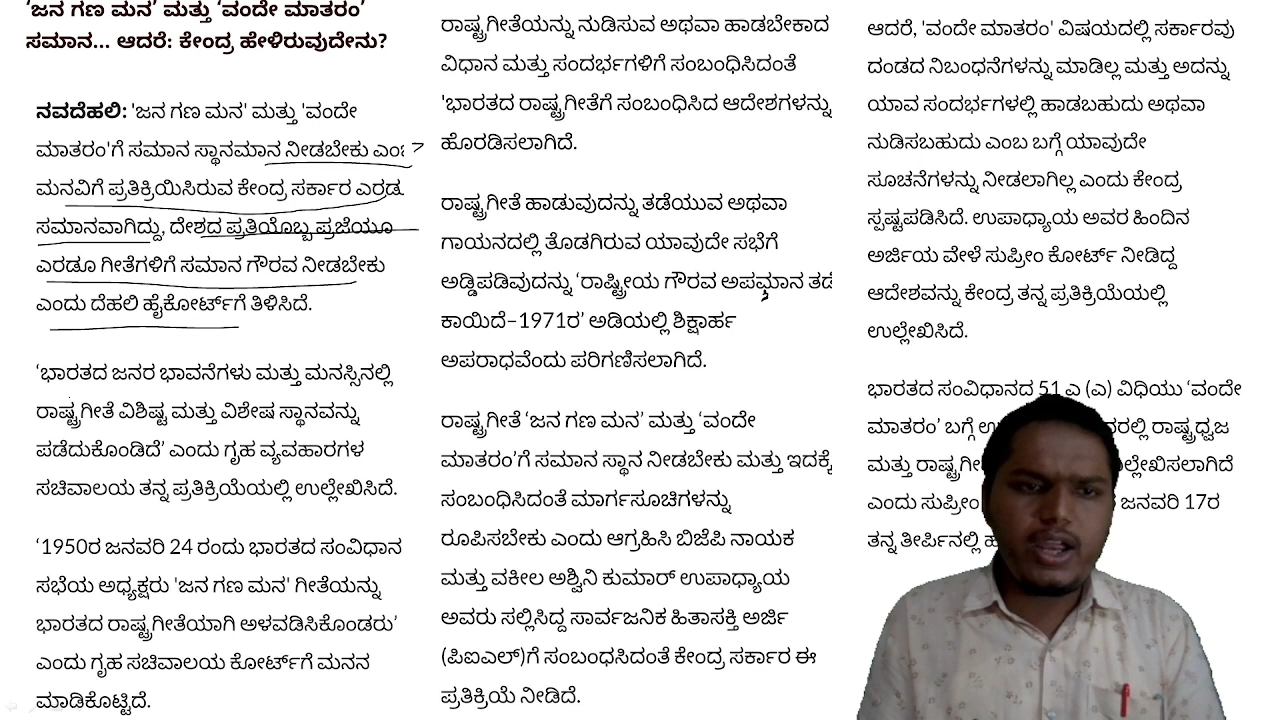 'ಜನ ಗಣ ಮನ' ಮತ್ತು 'ವಂದೇ ಮಾತರಂ'
ಸಮಾನ... ಆದರೆ: ಕೇಂದ್ರ ಹೇಳಿರುವುದೇನು?
ನವದೆಹಲಿ: 'ಜನ ಗಣ ಮನ' ಮತ್ತು 'ವಂದೇ
ಮಾತರಂ'ಗೆ ಸಮಾನ ಸ್ಥಾನಮಾನ ನೀಡಬೇಕು
ಮನವಿಗೆ ಪ್ರತಿಕ್ರಿಯಿಸಿರುವ ಕೇಂದ್ರ ಸರ್ಕಾರ
ಸಮಾನವಾಗಿದ್ದು, ದೇಶದ ಪ್ರತಿಯೊಬ್ಬ ಪ್ರಜೆಯೂ
ಎರಡೂ ಗೀತೆಗಳಿಗೆ ಸಮಾನ ಗೌರವ ನೀಡಬೇಕು
ಎಂದು ದೆಹಲಿ ಹೈಕೋರ್ಟ್‌ಗೆ ತಿಳಿಸಿದೆ.
'ಭಾರತದ ಜನರ ಭಾವನೆಗಳು ಮತ್ತು ಮನಸ್ಸಿನಲ್ಲಿ
ರಾಷ್ಟ್ರಗೀತೆ ವಿಶಿಷ್ಟ ಮತ್ತು ವಿಶೇಷ ಸ್ಥಾನವನ್ನು
ಪಡೆದುಕೊಂಡಿದೆ' ಎಂದು ಗೃಹ ವ್ಯವಹಾರಗಳ
ಸಚಿವಾಲಯ ತನ್ನ ಪ್ರತಿಕ್ರಿಯೆಯಲ್ಲಿ ಉಲ್ಲೇಖಿಸಿದೆ.
'1950ರ ಜನವರಿ 24 ರಂದು ಭಾರತದ ಸಂವಿಧಾನ
ಸಭೆಯ ಅಧ್ಯಕ್ಷರು 'ಜನ ಗಣ ಮನ' ಗೀತೆಯನ್ನು
ಭಾರತದ ರಾಷ್ಟ್ರಗೀತೆಯಾಗಿ ಅಳವಡಿಸಿಕೊಂಡರು'
ಎಂದು ಗೃಹ ಸಚಿವಾಲಯ ಕೋರ್ಟ್‌ಗೆ ಮನನ
ಮಾಡಿಕೊಟ್ಟಿದೆ.
ರಾಷ್ಟ್ರಗೀತೆಯನ್ನು ನುಡಿಸುವ ಅಥವಾ ಹಾಡಬೇಕಾದ
ವಿಧಾನ ಮತ್ತು ಸಂದರ್ಭಗಳಿಗೆ ಸಂಬಂಧಿಸಿದಂತೆ
'ಭಾರತದ ರಾಷ್ಟ್ರಗೀತೆಗೆ ಸಂಬಂಧಿಸಿದ ಆದೇಶಗಳನ್ನು
ಹೊರಡಿಸಲಾಗಿದೆ.
ರಾಷ್ಟ್ರಗೀತೆ ಹಾಡುವುದನ್ನು ತಡೆಯುವ ಅಥವಾ
ಗಾಯನದಲ್ಲಿ ತೊಡಗಿರುವ ಯಾವುದೇ ಸಭೆಗೆ
ಅಡ್ಡಿಪಡಿವುದನ್ನು 'ರಾಷ್ಟ್ರೀಯ ಗೌರವ ಅಪಮಾನ
ಕಾಯಿದೆ–1971ರ' ಅಡಿಯಲ್ಲಿ ಶಿಕ್ಷಾರ್ಹ
ಅಪರಾಧವೆಂದು ಪರಿಗಣಿಸಲಾಗಿದೆ.
ರಾಷ್ಟ್ರಗೀತೆ 'ಜನ ಗಣ ಮನ' ಮತ್ತು 'ವಂದೇ
ಮಾತರಂ'ಗೆ ಸಮಾನ ಸ್ಥಾನ ನೀಡಬೇಕು ಮತ್ತು ಇದಕ್ಕೆ
ಸಂಬಂಧಿಸಿದಂತೆ ಮಾರ್ಗಸೂಚಿಗಳನ್ನು
ರೂಪಿಸಬೇಕು ಎಂದು ಆಗ್ರಹಿಸಿ ಬಿಜೆಪಿ ನಾಯಕ
ಮತ್ತು ವಕೀಲ ಅಶ್ವಿನಿ ಕುಮಾರ್ ಉಪಾಧ್ಯಾಯ
ಅವರು ಸಲ್ಲಿಸಿದ್ದ ಸಾರ್ವಜನಿಕ ಹಿತಾಸಕ್ತಿ ಅರ್ಜಿ
(ಪಿಐಎಲ್)ಗೆ ಸಂಬಂಧಸಿದಂತೆ ಕೇಂದ್ರ ಸರ್ಕಾರ ಈ
ಪ್ರತಿಕ್ರಿಯೆ ನೀಡಿದೆ.
ಆದರೆ, 'ವಂದೇ ಮಾತರಂ' ವಿಷಯದಲ್ಲಿ ಸರ್ಕಾರವು
ದಂಡದ ನಿಬಂಧನೆಗಳನ್ನು ಮಾಡಿಲ್ಲ ಮತ್ತು ಅದನ್ನು
ಯಾವ ಸಂದರ್ಭಗಳಲ್ಲಿ ಹಾಡಬಹುದು ಅಥವಾ
ನುಡಿಸಬಹುದು ಎಂಬ ಬಗ್ಗೆ ಯಾವುದೇ
ಸೂಚನೆಗಳನ್ನು ನೀಡಲಾಗಿಲ್ಲ ಎಂದು ಕೇಂದ್ರ
ಸ್ಪಷ್ಟಪಡಿಸಿದೆ. ಉಪಾಧ್ಯಾಯ ಅವರ ಹಿಂದಿನ
ಅರ್ಜಿಯ ವೇಳೆ ಸುಪ್ರೀಂ ಕೋರ್ಟ್ ನೀಡಿದ್ದ
ಆದೇಶವನ್ನು ಕೇಂದ್ರ ತನ್ನ ಪ್ರತಿಕ್ರಿಯೆಯಲ್ಲಿ
ಉಲ್ಲೇಖಿಸಿದೆ.
ಭಾರತದ ಸಂವಿಧಾನದ 51 ಎ (ಎ) ವಿಧಿಯು 'ವಂದೇ
ಮಾತರಂ' ಬಗ್ಗೆ ರಾಷ್ಟ್ರಧ್ವಜ
ಮತ್ತು
ಎಂದು ಸುಪ್ರೀಂ ಜನವರಿ 17ರ
ತನ್ನ ತೀರ್ಪಿನಲ್ಲಿ